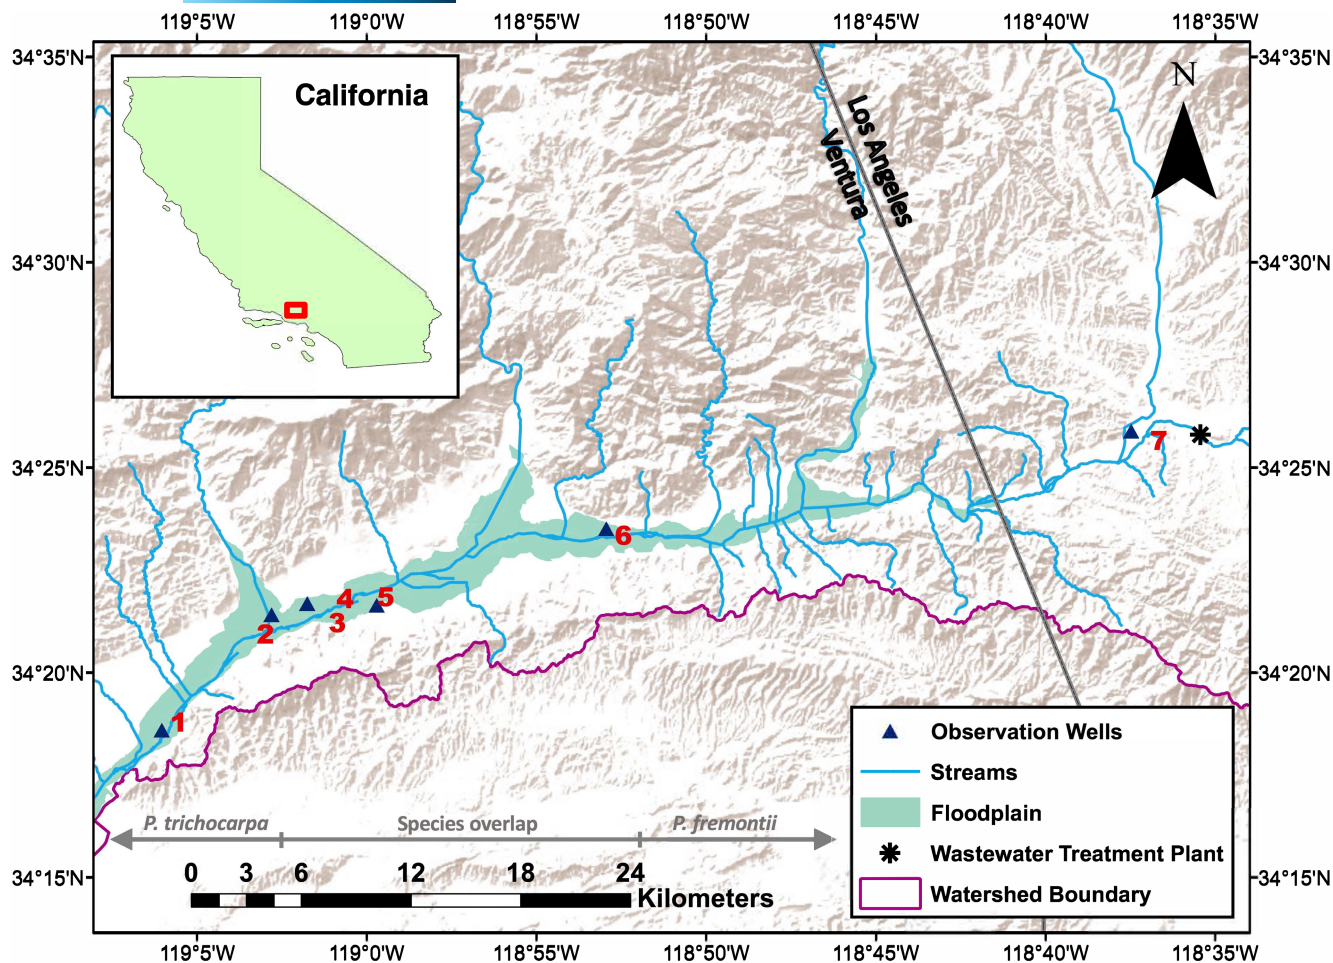 119°5'W 119°0'W 118°55'W 118°50'W 118°45'W 118°40'W 118°35'W
34°35'N 34°35'N
N
California
Los Angeles
Ventura
34°30'N 34°30'N
34°25'N 34°25'N
7
6
5
4
3
2
34°20'N 34°20'N
1
Observation Wells
Streams
Floodplain
Wastewater Treatment Plant
Watershed Boundary
P. trichocarpa Species overlap P. fremontii
0 3 6 12 18 24
Kilometers
34°15'N 34°15'N
119°5'W 119°0'W 118°55'W 118°50'W 118°45'W 118°40'W 118°35'W